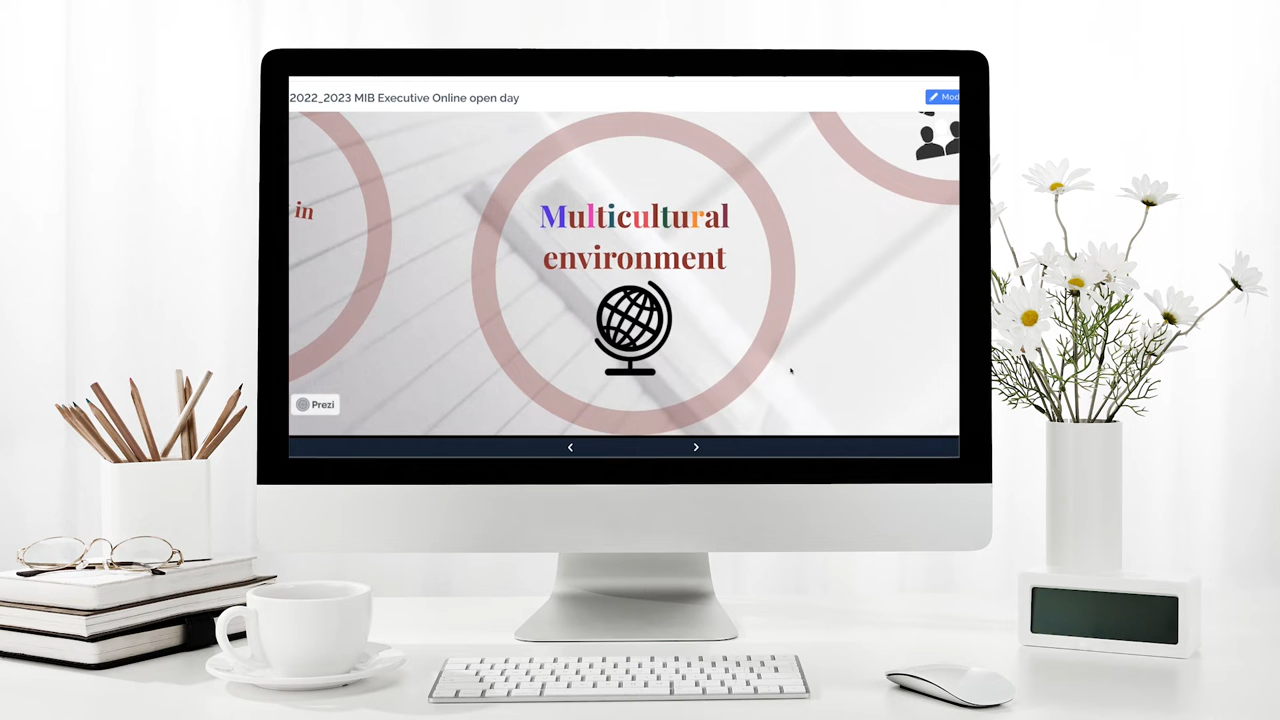 2022_2023 MIB Executive Online open day
Mod
in
Multicultural
environment
Prezi